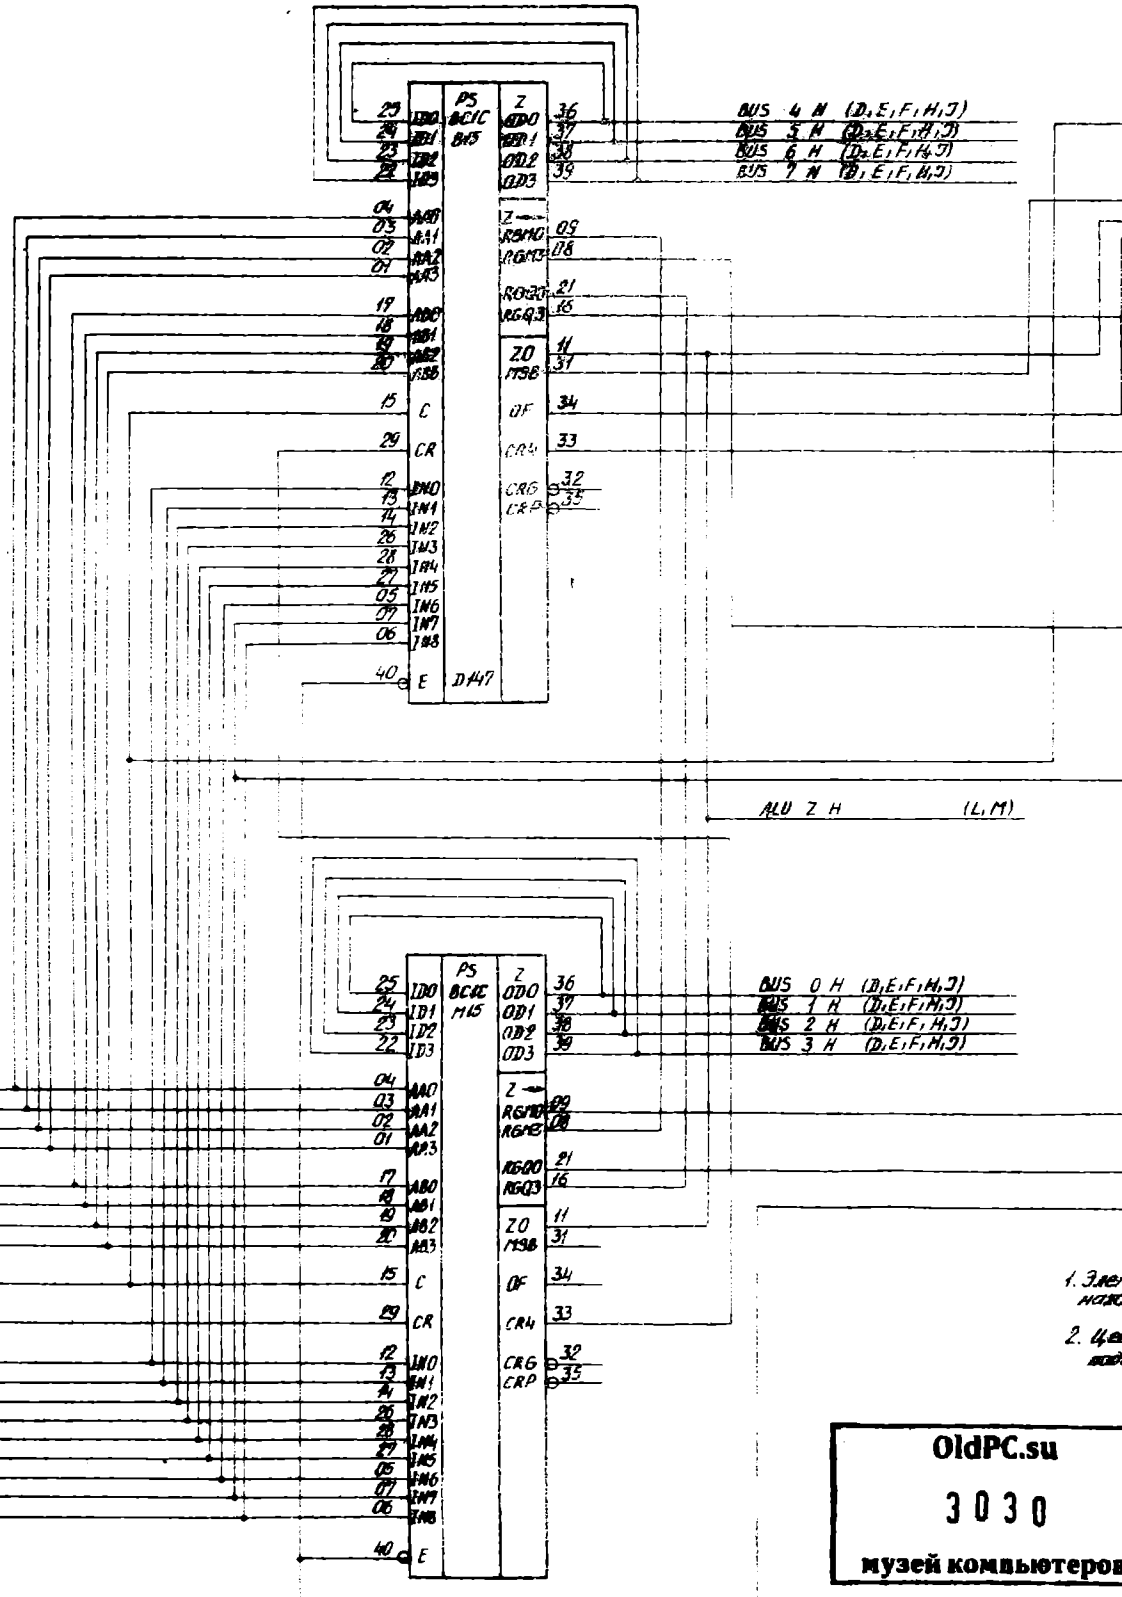 PS
BCIC
Z
25 ID0
OD0 36
BUS 4 H (D,E,F,H,J)
24 ID1
OD1 37
BUS 5 H (D,E,F,H,J)
23 ID2
OD2 38
BUS 6 H (D,E,F,H,J)
22 ID3
OD3 39
BUS 7 H (D,E,F,H,J)
04 AA0
Z
03 AA1
RGM0 09
02 AA2
RGM3 08
01 AA3
RGQ0 21
17 AB0
RGQ3 16
18 AB1
19 AB2
Z0 11
20 AB3
MSB 31
15 C
OF 34
29 CR
CR4 33
12 IN0
CRG 32
13 IN1
CRP 35
14 IN2
26 IN3
28 IN4
27 IN5
05 IN6
07 IN7
06 IN8
40 E
D147
ALU Z H (L,M)
PS
Z
25 ID0
OD0 36
BUS 0 H (D,E,F,H,J)
24 ID1
OD1 37
BUS 1 H (D,E,F,H,J)
23 ID2
OD2 38
BUS 2 H (D,E,F,H,J)
22 ID3
OD3 39
BUS 3 H (D,E,F,H,J)
04 AA0
Z
03 AA1
RGM0 09
02 AA2
RGM3 08
01 AA3
RGQ0 21
17 AB0
RGQ3 16
18 AB1
19 AB2
Z0 11
20 AB3
MSB 31
15 C
OF 34
29 CR
CR4 33
12 IN0
CRG 32
13 IN1
CRP 35
14 IN2
26 IN3
28 IN4
27 IN5
05 IN6
07 IN7
06 IN8
40 E
1. Элем
2.
OldPC.su
3030
музей компьютеров